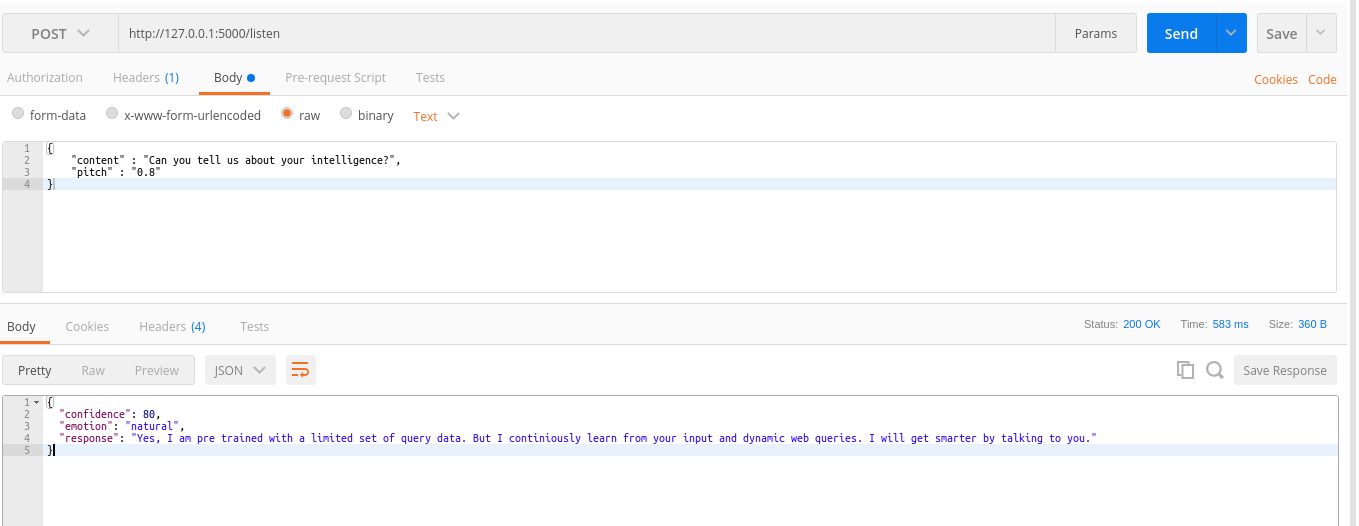 POST http://127.0.0.1:5000/listen Params Send Save
Authorization Headers (1) Body Pre-request Script Tests Cookies Code
form-data x-www-form-urlencoded raw binary Text
1 {
2 "content" : "Can you tell us about your intelligence?",
3 "pitch" : "0.8"
4 }
Body Cookies Headers (4) Tests Status: 200 OK Time: 583 ms Size: 360 B
Pretty Raw Preview JSON Save Response
1 {
2 "confidence": 80,
3 "emotion": "natural",
4 "response": "Yes, I am pre trained with a limited set of query data. But I continiously learn from your input and dynamic web queries. I will get smarter by talking to you."
5 }